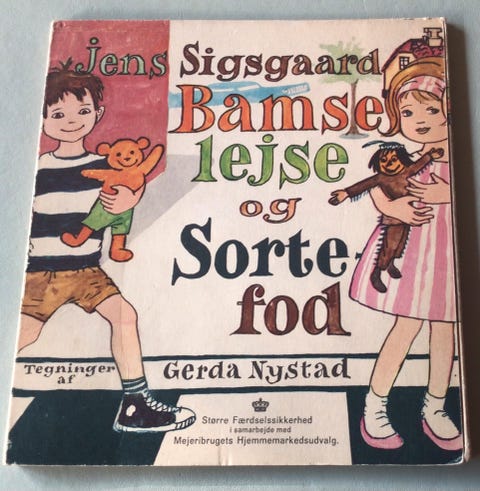 Jens Sigsgaard
Bamse
lejse
og
Sorte-
fod
Tegninger
af
Gerda Nystad
Større Færdselssikkerhed
i samarbejde med
Mejeribrugets Hjemmemarkedsudvalg.